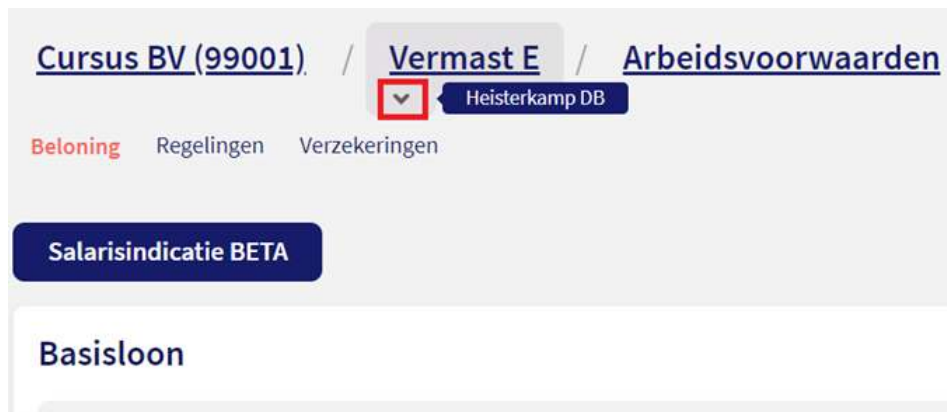 Cursus BV (99001) / Vermast E / Arbeidsvoorwaarden
Heisterkamp DB
Beloning Regelingen Verzekeringen
Salarisindicatie BETA
Basisloon